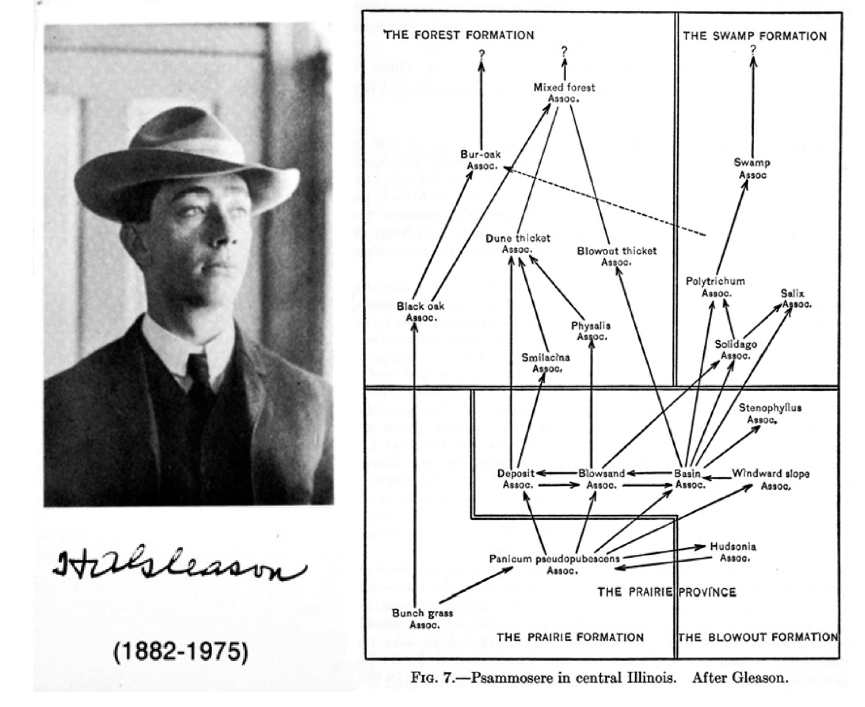 HAGleason
(1882-1975)
THE FOREST FORMATION
THE SWAMP FORMATION
?
?
?
Mixed forest
Assoc.
Bur-oak
Assoc.
Swamp
Assoc
Dune thicket
Assoc.
Blowout thicket
Assoc.
Polytrichum
Assoc.
Salix
Assoc.
Black oak
Assoc.
Physalis
Assoc.
Solidago
Assoc.
Smilacina
Assoc.
Stenophyllus
Assoc.
Deposit
Assoc.
Blowsand
Assoc.
Basin
Assoc.
Windward slope
Assoc.
Panicum pseudopubescens
Assoc.
Hudsonia
Assoc.
THE PRAIRIE PROVINCE
Bunch grass
Assoc.
THE PRAIRIE FORMATION
THE BLOWOUT FORMATION
FIG. 7.—Psammosere in central Illinois. After Gleason.